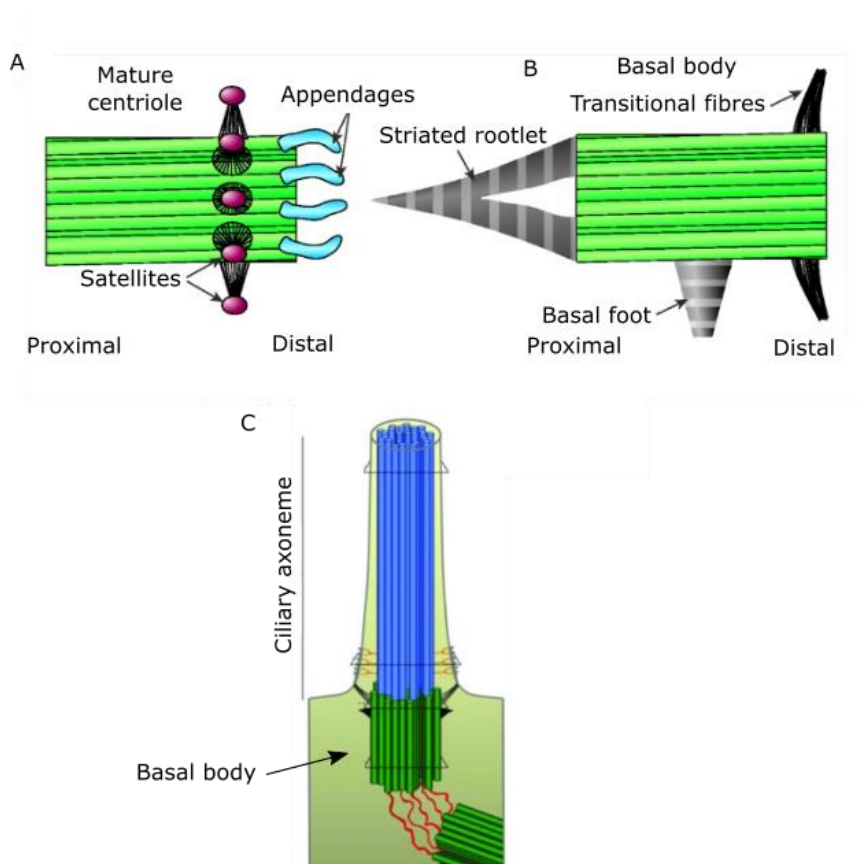 A
Mature
centriole
Appendages
Satellites
Proximal
Distal
B
Basal body
Transitional fibres
Striated rootlet
Basal foot
Proximal
Distal
C
Ciliary axoneme
Basal body